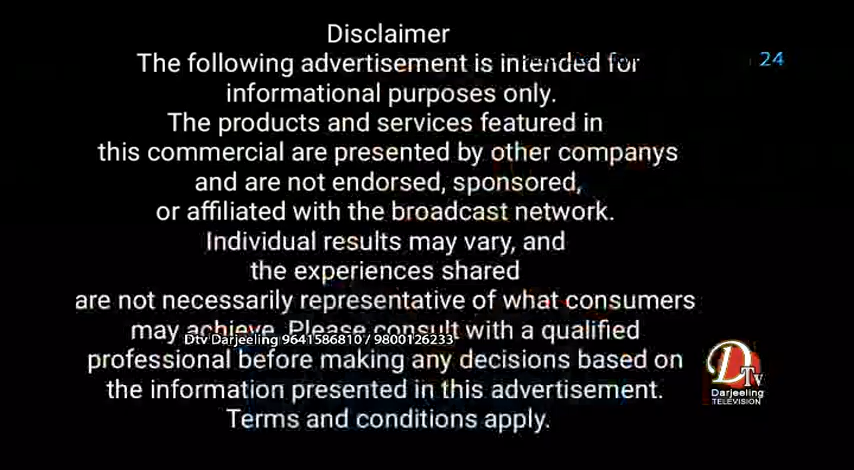 Disclaimer
The following advertisement is intended for
24
informational purposes only.
The products and services featured in
this commercial are presented by other companys
and are not endorsed, sponsored,
or affiliated with the broadcast network.
Individual results may vary, and
the experiences shared
are not necessarily representative of what consumers
may achieve. Please consult with a qualified
Dtv Darjeeling 9641586810 / 9800126233
professional before making any decisions based on
the information presented in this advertisement.
Terms and conditions apply.
DTv
Darjeeling
TELEVISION